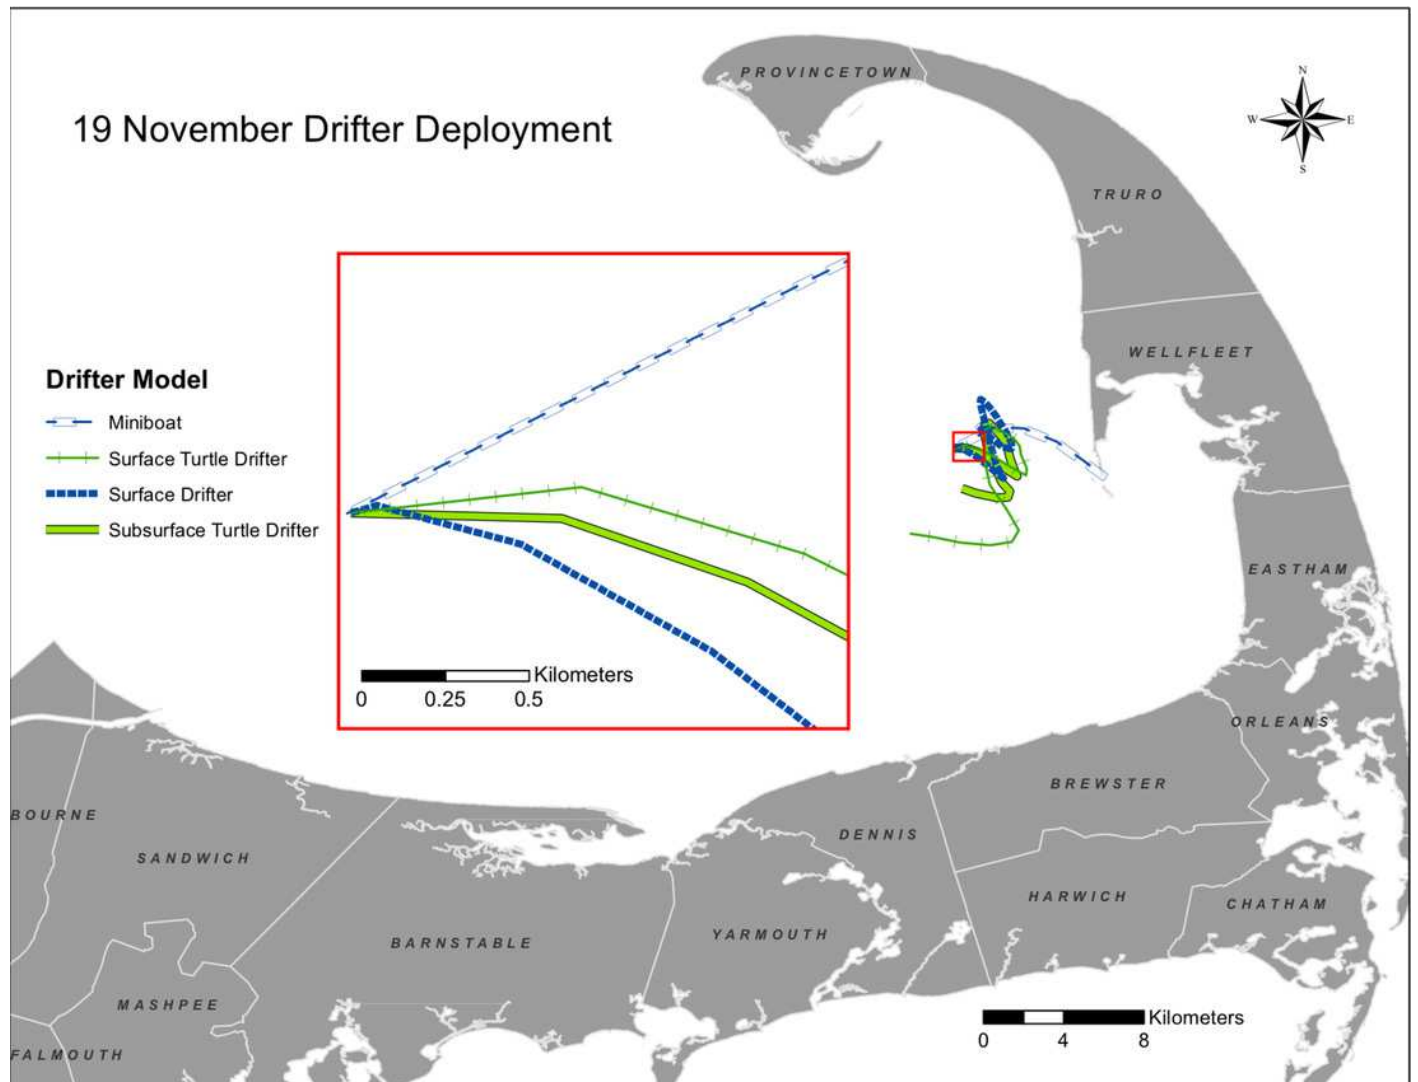 PROVINCETOWN
N
W E
S
19 November Drifter Deployment
TRURO
WELLFLEET
Drifter Model
Miniboat
Surface Turtle Drifter
Surface Drifter
Subsurface Turtle Drifter
Kilometers
0 0.25 0.5
EASTHAM
ORLEANS
BREWSTER
BOURNE
DENNIS
SANDWICH
HARWICH
CHATHAM
YARMOUTH
BARNSTABLE
MASHPEE
Kilometers
0 4 8
FALMOUTH